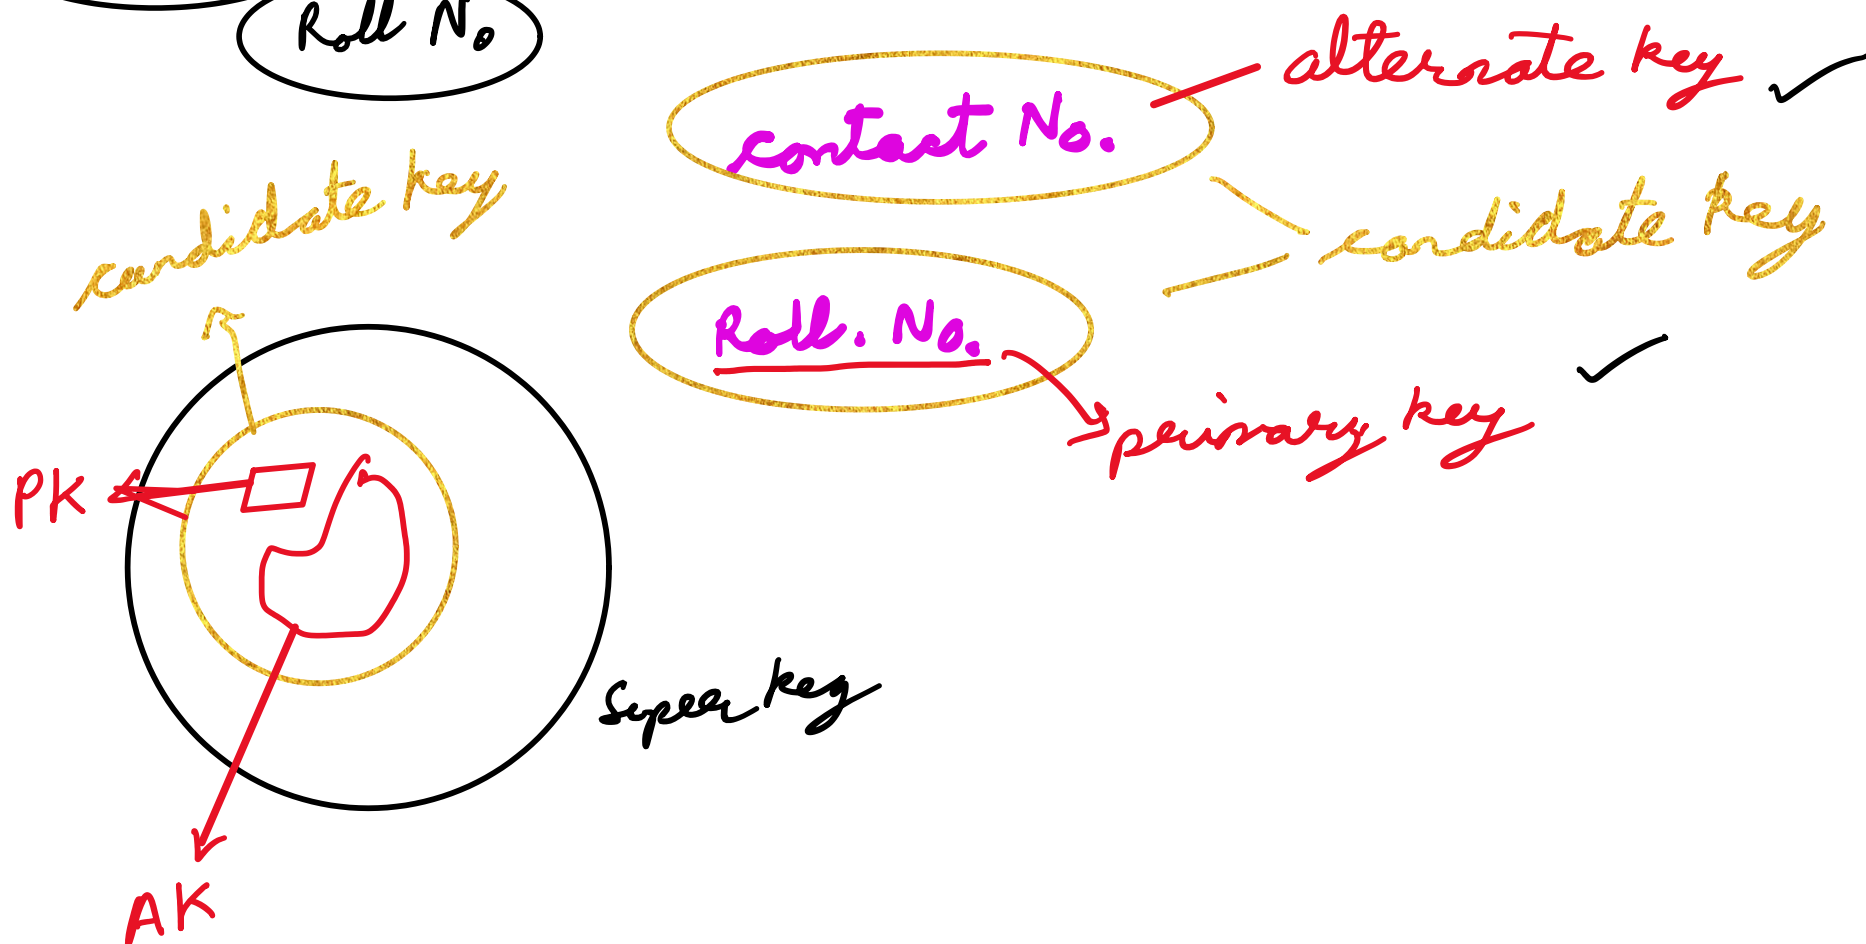 Roll No
alternate key
contact No.
candidate key
candidate key
Roll. No.
primary key
PK
Super key
AK